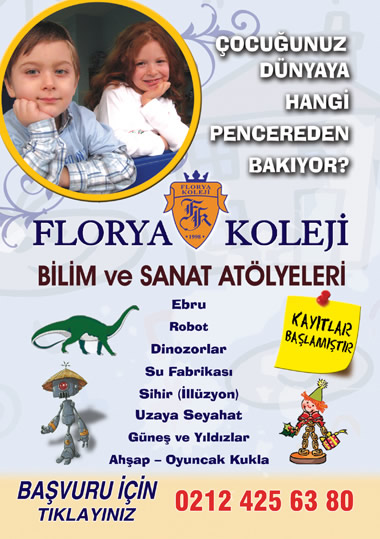 ÇOCUĞUNUZ
DÜNYAYA
HANGİ
PENCEREDEN
BAKIYOR?
FLORYA
KOLEJİ
FK
1998
FLORYA KOLEJİ
BİLİM ve SANAT ATÖLYELERİ
Ebru
Robot
Dinozorlar
Su Fabrikası
Sihir (İllüzyon)
Uzaya Seyahat
Güneş ve Yıldızlar
Ahşap – Oyuncak Kukla
KAYITLAR
BAŞLAMIŞTIR
BAŞVURU İÇİN
TIKLAYINIZ
0212 425 63 80